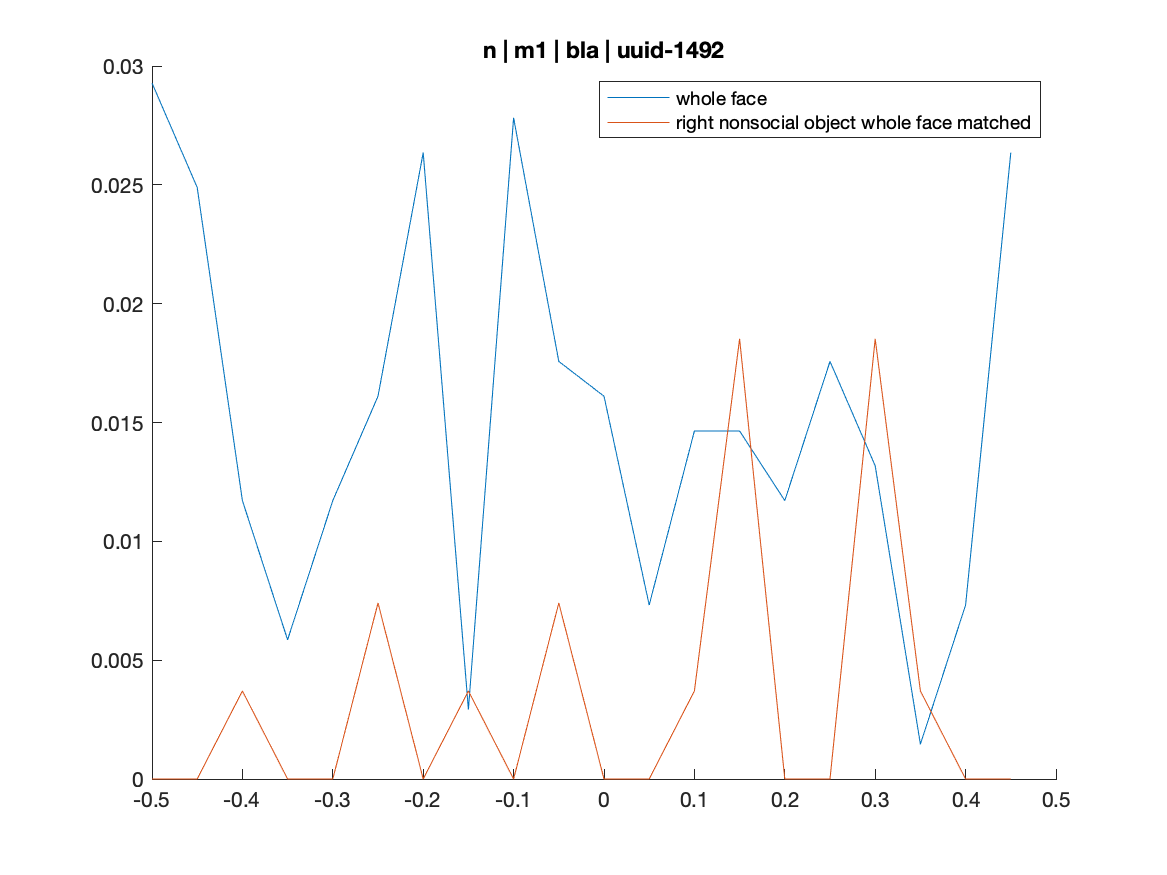 n | m1 | bla | uuid-1492
whole face
right nonsocial object whole face matched
0.03
0.025
0.02
0.015
0.01
0.005
0
-0.5 -0.4 -0.3 -0.2 -0.1 0 0.1 0.2 0.3 0.4 0.5